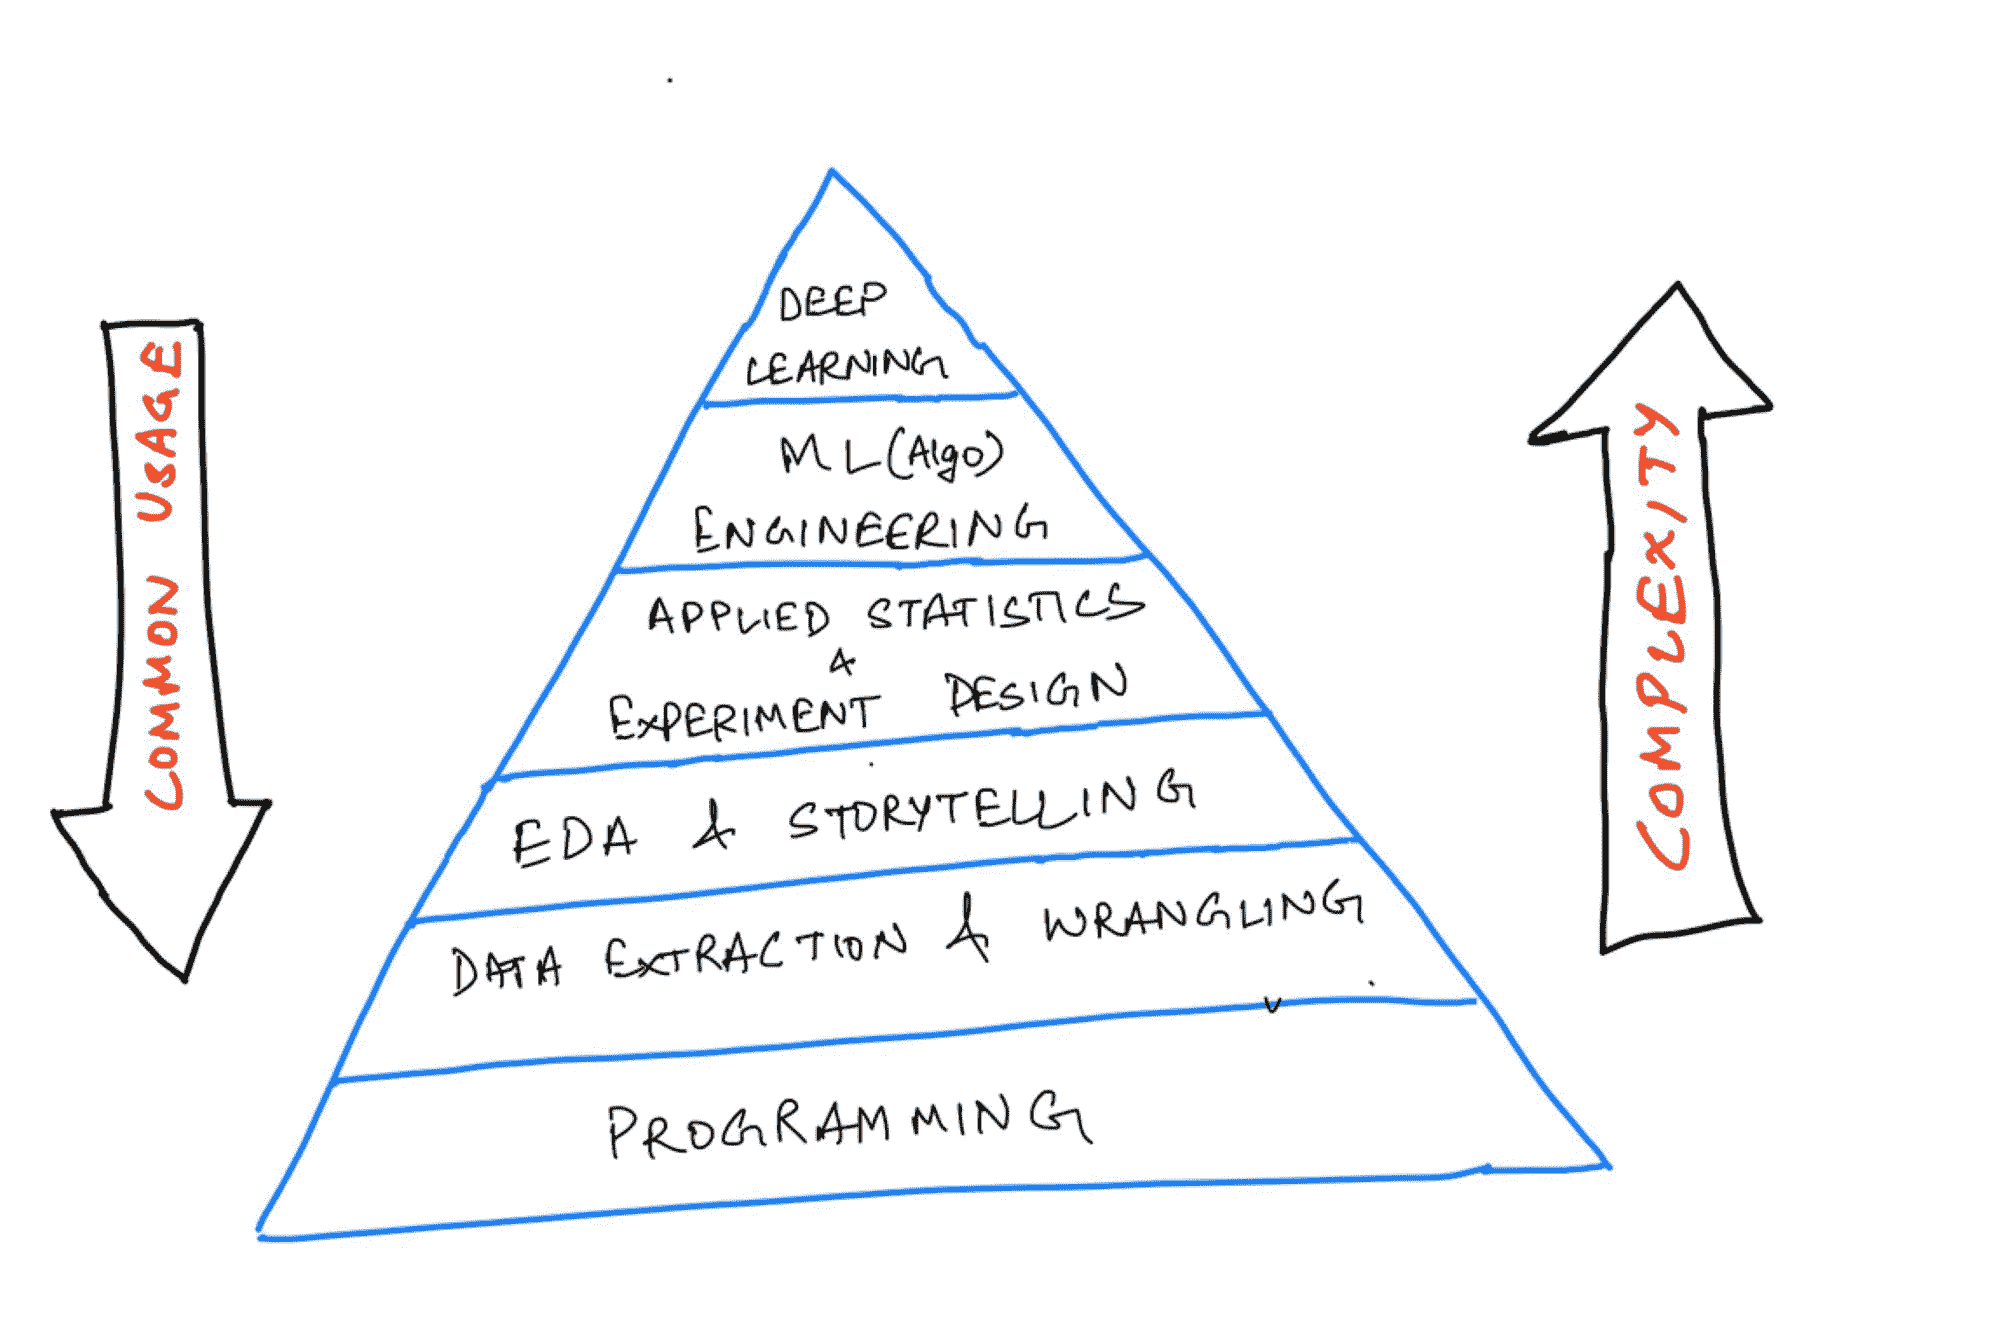 DEEP
LEARNING
ML(Algo)
ENGINEERING
APPLIED STATISTICS
&
EXPERIMENT DESIGN
EDA & STORYTELLING
DATA EXTRACTION & WRANGLING
PROGRAMMING
COMMON USAGE
COMPLEXITY